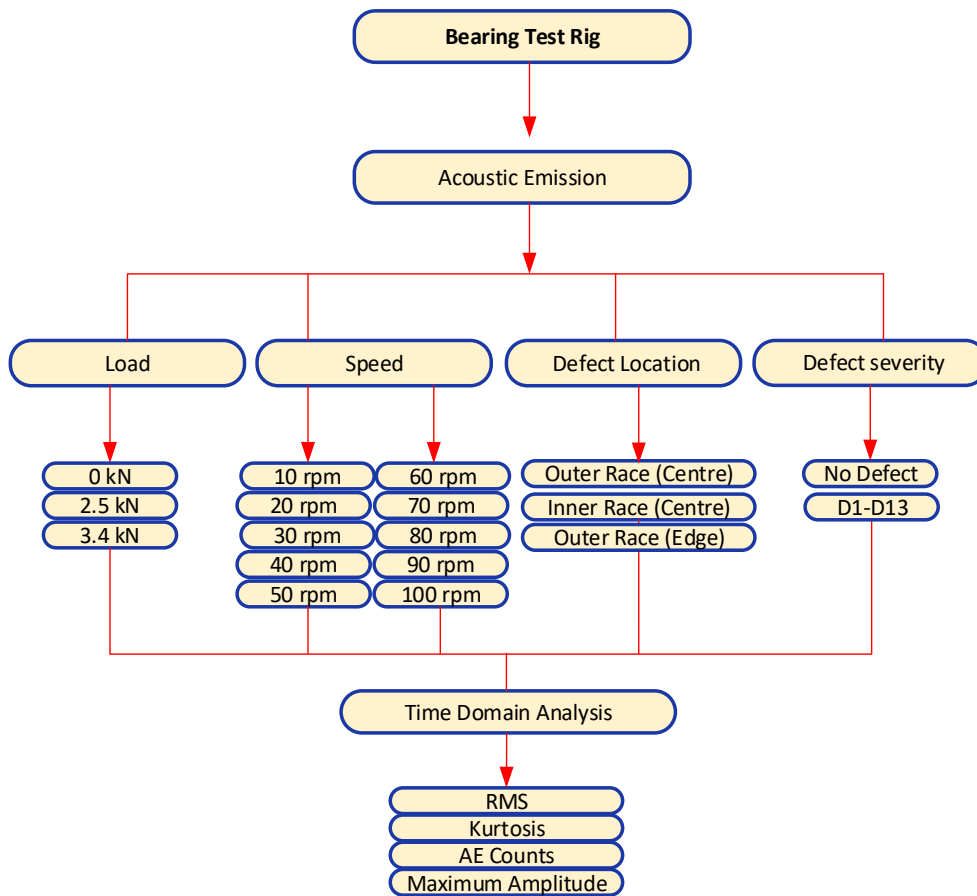 Bearing Test Rig
Acoustic Emission
Load
Speed
Defect Location
Defect severity
0 kN
2.5 kN
3.4 kN
10 rpm
20 rpm
30 rpm
40 rpm
50 rpm
60 rpm
70 rpm
80 rpm
90 rpm
100 rpm
Outer Race (Centre)
Inner Race (Centre)
Outer Race (Edge)
No Defect
D1-D13
Time Domain Analysis
RMS
Kurtosis
AE Counts
Maximum Amplitude